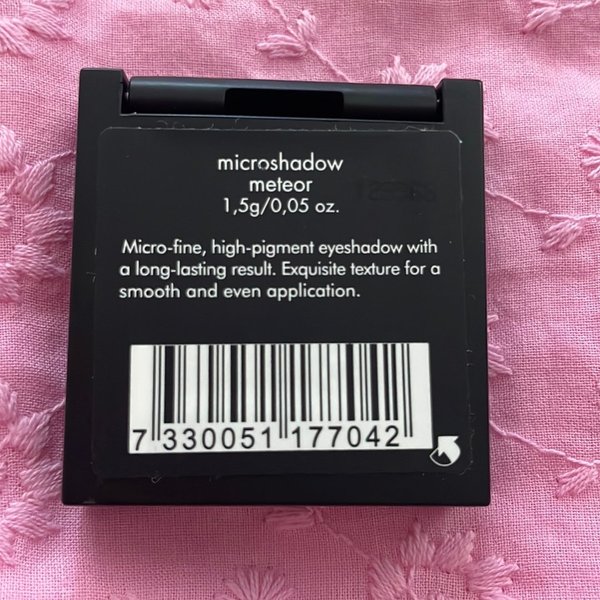 microshadow
meteor
1,5g/0,05 oz.
Micro-fine, high-pigment eyeshadow with
a long-lasting result. Exquisite texture for a
smooth and even application.
7 330051 177042